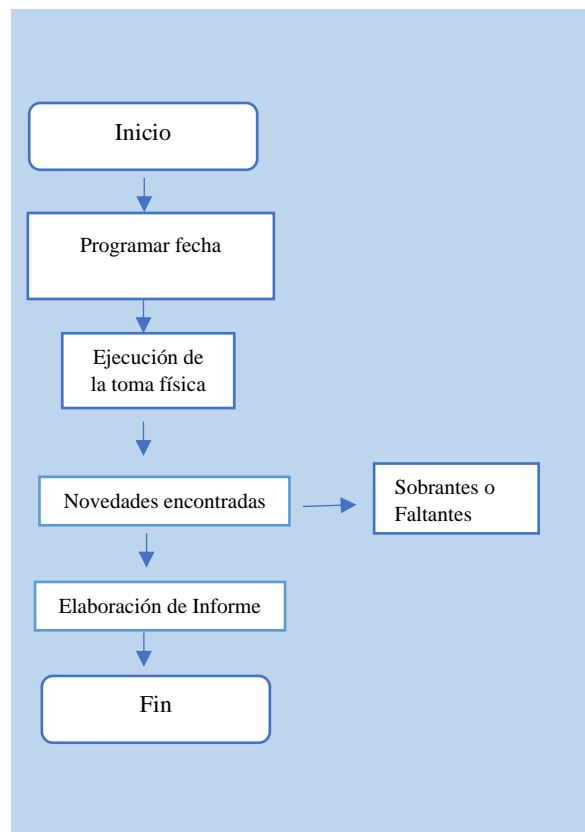 Inicio
Programar fecha
Ejecución de
la toma física
Novedades encontradas
Sobrantes o
Faltantes
Elaboración de Informe
Fin